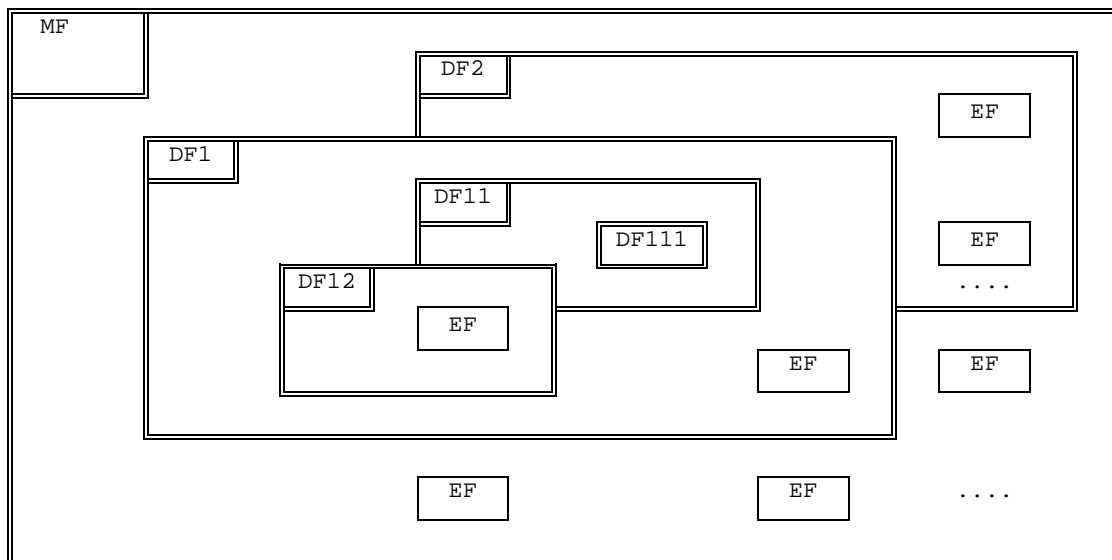 MF
DF2
EF
DF1
DF11
DF111
EF
DF12
....
EF
EF
EF
EF
EF
....